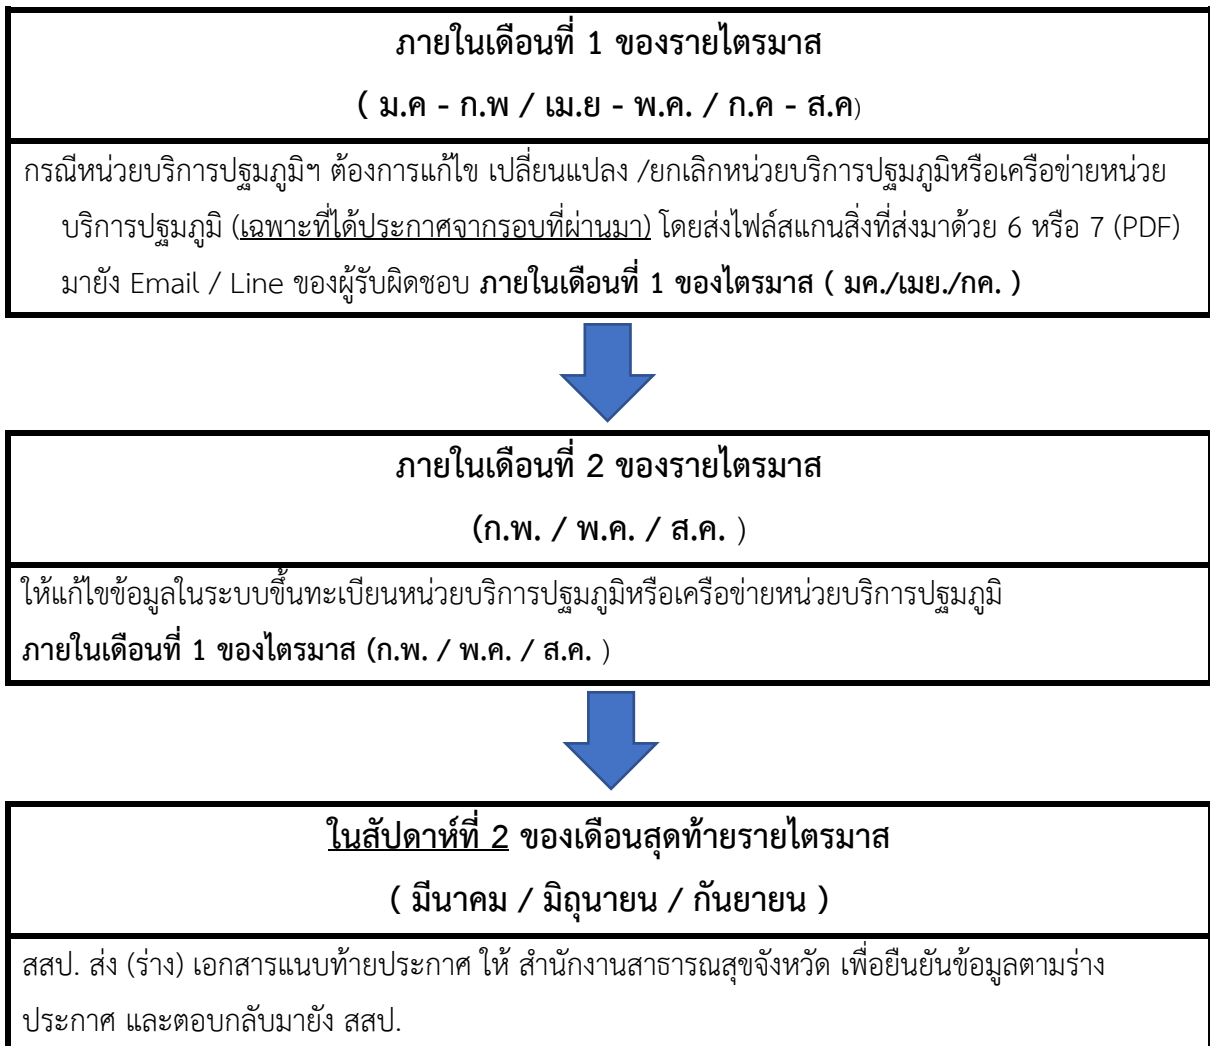 ภายในเดือนที่ 1 ของรายไตรมาส
( ม.ค - ก.พ / เม.ย - พ.ค. / ก.ค - ส.ค)
กรณีหน่วยบริการปฐมภูมิฯ ต้องการแก้ไข เปลี่ยนแปลง /ยกเลิกหน่วยบริการปฐมภูมิหรือเครือข่ายหน่วย
บริการปฐมภูมิ (เฉพาะที่ได้ประกาศจากรอบที่ผ่านมา) โดยส่งไฟล์สแกนสิ่งที่ส่งมาด้วย 6 หรือ 7 (PDF)
มายัง Email / Line ของผู้รับผิดชอบ ภายในเดือนที่ 1 ของไตรมาส ( มค./เมย./กค. )
ภายในเดือนที่ 2 ของรายไตรมาส
(ก.พ. / พ.ค. / ส.ค. )
ให้แก้ไขข้อมูลในระบบขึ้นทะเบียนหน่วยบริการปฐมภูมิหรือเครือข่ายหน่วยบริการปฐมภูมิ
ภายในเดือนที่ 1 ของไตรมาส (ก.พ. / พ.ค. / ส.ค. )
ในสัปดาห์ที่ 2 ของเดือนสุดท้ายรายไตรมาส
( มีนาคม / มิถุนายน / กันยายน )
สสป. ส่ง (ร่าง) เอกสารแนบท้ายประกาศ ให้ สำนักงานสาธารณสุขจังหวัด เพื่อยืนยันข้อมูลตามร่าง
ประกาศ และตอบกลับมายัง สสป.